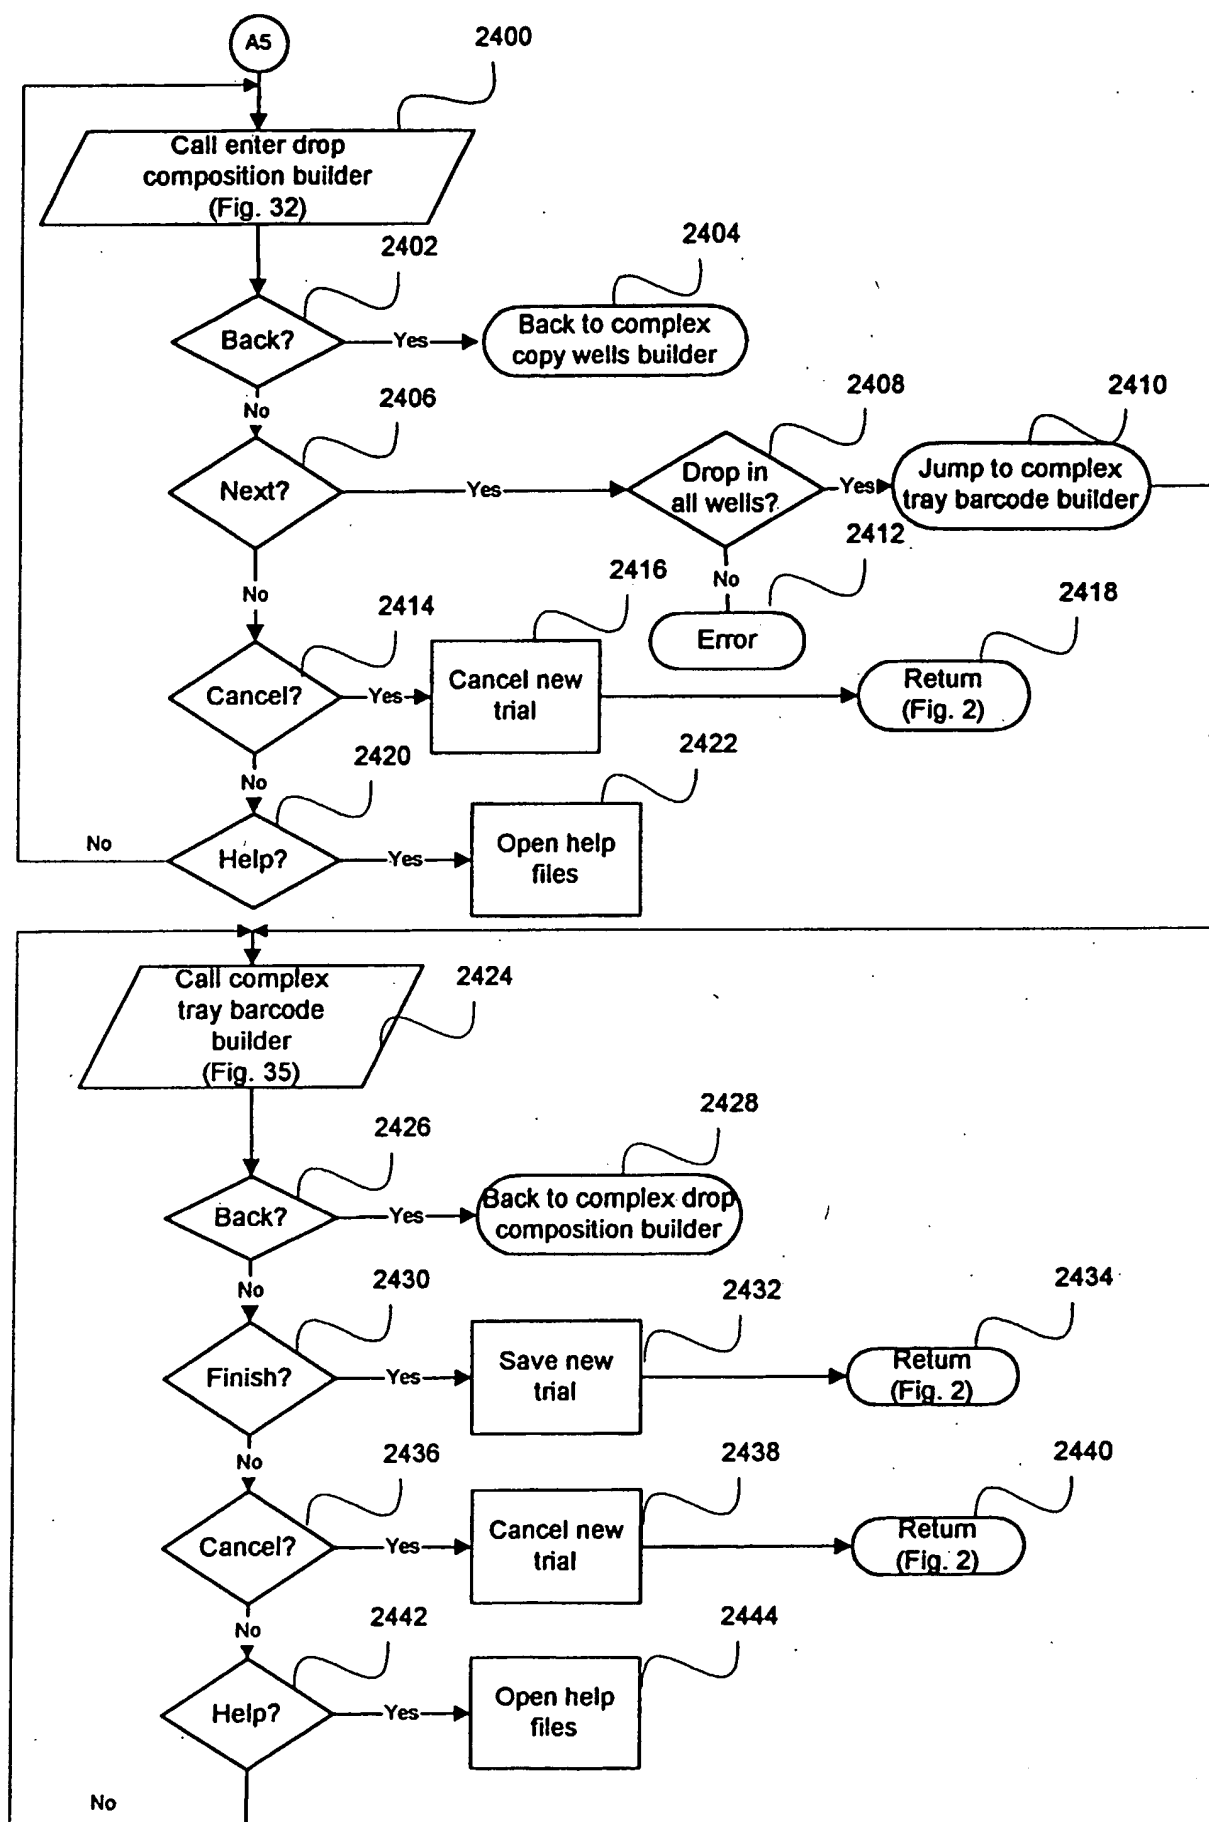 A5
2400
Call enter drop
composition builder
(Fig. 32)
2402
2404
Back?
Yes
Back to complex
copy wells builder
No
2406
2408
2410
Next?
Yes
Drop in
all wells?
Yes
Jump to complex
tray barcode builder
2412
No
No
2414
2416
2418
Error
Cancel?
Yes
Cancel new
trial
Return
(Fig. 2)
No
2420
2422
No
Help?
Yes
Open help
files
Call complex
tray barcode
builder
(Fig. 35)
2424
2426
2428
Back?
Yes
Back to complex drop
composition builder
No
2430
2432
2434
Finish?
Yes
Save new
trial
Return
(Fig. 2)
No
2436
2438
2440
Cancel?
Yes
Cancel new
trial
Return
(Fig. 2)
No
2442
2444
Help?
Yes
Open help
files
No